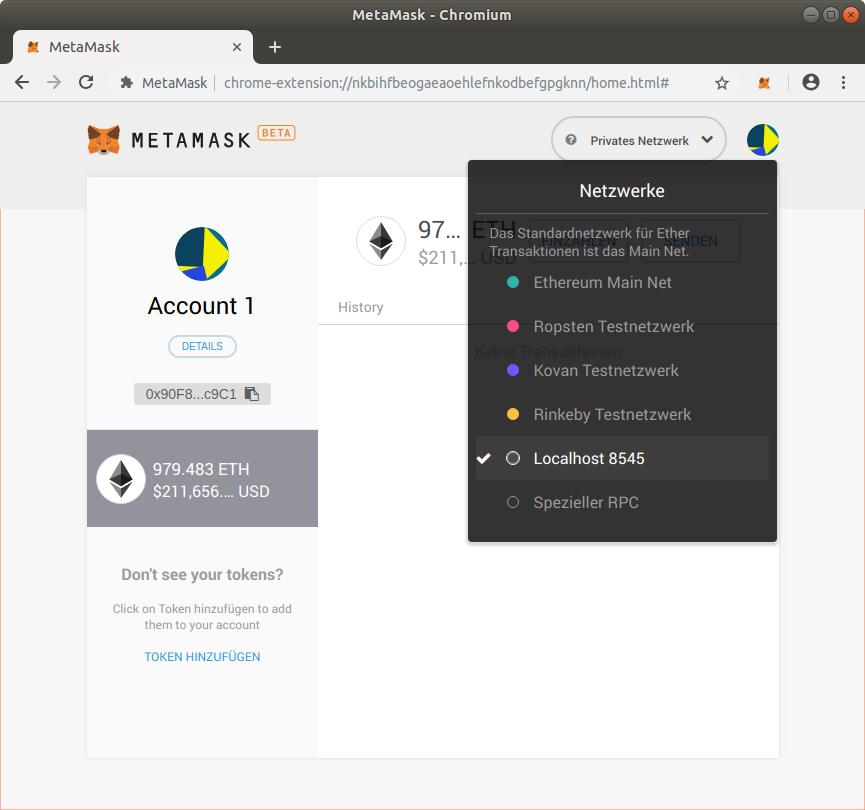 MetaMask - Chromium
MetaMask
MetaMask chrome-extension://nkbihfbeogaeaoehlefnkodbefgpgknn/home.html#
METAMASK BETA
Privates Netzwerk
Account 1
DETAILS
0x90F8...c9C1
979.483 ETH
$211,656.... USD
Don't see your tokens?
Click on Token hinzufügen to add
them to your account
TOKEN HINZUFÜGEN
97... ETH
$211,... USD
EINZAHLEN
SENDEN
History
Keine Transaktionen
Netzwerke
Das Standardnetzwerk für Ether
Transaktionen ist das Main Net.
Ethereum Main Net
Ropsten Testnetzwerk
Kovan Testnetzwerk
Rinkeby Testnetzwerk
Localhost 8545
Spezieller RPC